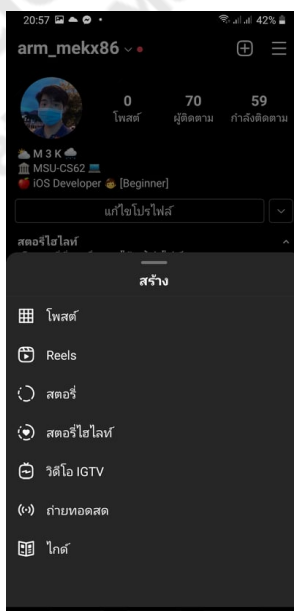 20:57 42%
arm_mekx86
0 70 59
โพสต์ ผู้ติดตาม กำลังติดตาม
M 3 K
MSU-CS62
iOS Developer [Beginner]
แก้ไขโปรไฟล์
สตอรี่ไฮไลท์
สร้าง
โพสต์
Reels
สตอรี่
สตอรี่ไฮไลท์
วิดีโอ IGTV
ถ่ายทอดสด
ไกด์